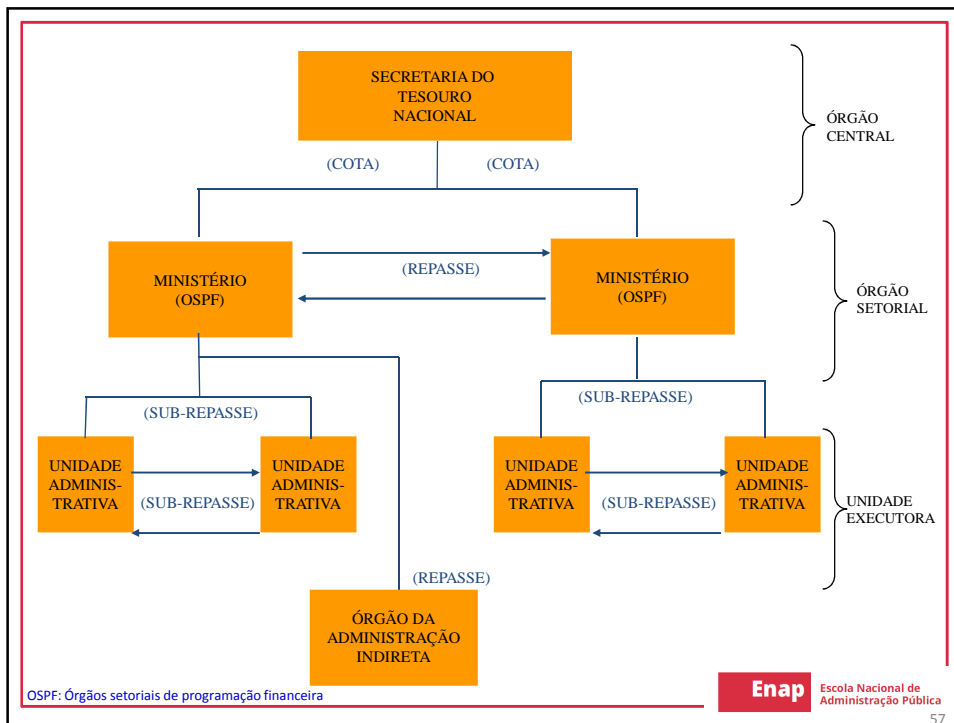 SECRETARIA DO
TESOURO
NACIONAL
ÓRGÃO
CENTRAL
(COTA)
(COTA)
MINISTÉRIO
(OSPF)
(REPASSE)
MINISTÉRIO
(OSPF)
ÓRGÃO
SETORIAL
(SUB-REPASSE)
(SUB-REPASSE)
UNIDADE
ADMINIS-
TRATIVA
(SUB-REPASSE)
UNIDADE
ADMINIS-
TRATIVA
UNIDADE
ADMINIS-
TRATIVA
(SUB-REPASSE)
UNIDADE
ADMINIS-
TRATIVA
UNIDADE
EXECUTORA
(REPASSE)
ÓRGÃO DA
ADMINISTRAÇÃO
INDIRETA
OSPF: Órgãos setoriais de programação financeira
Enap
Escola Nacional de
Administração Pública
57